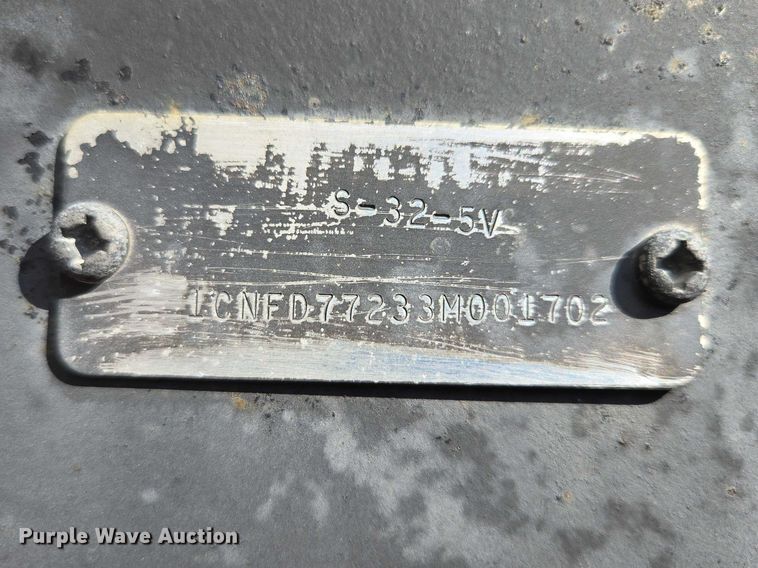 S-32-5V
1CNFD77233M001702
Purple Wave Auction